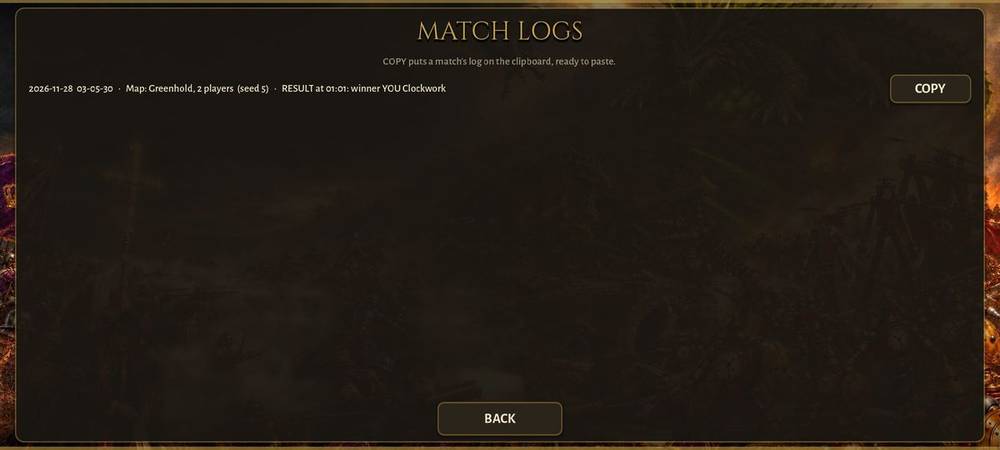 MATCH LOGS
COPY puts a match's log on the clipboard, ready to paste.
2026-11-28 03-05-30 · Map: Greenhold, 2 players (seed 5) · RESULT at 01:01: winner YOU Clockwork
COPY
BACK